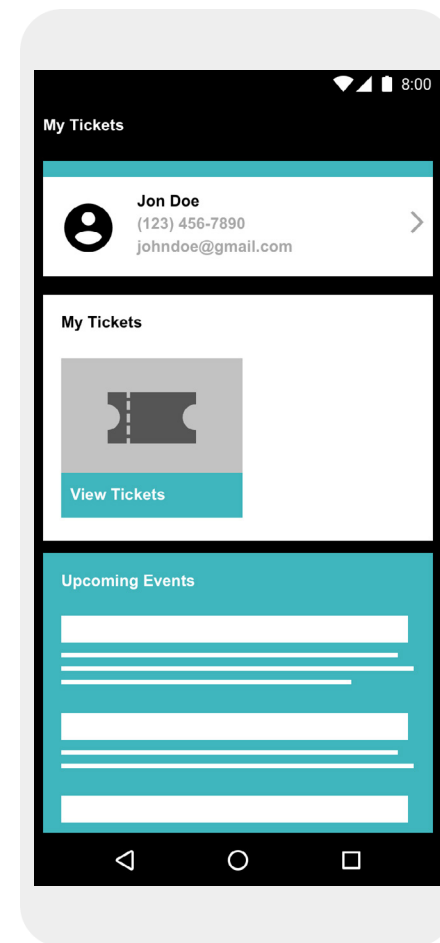 8:00
My Tickets
Jon Doe
(123) 456-7890
johndoe@gmail.com
My Tickets
View Tickets
Upcoming Events